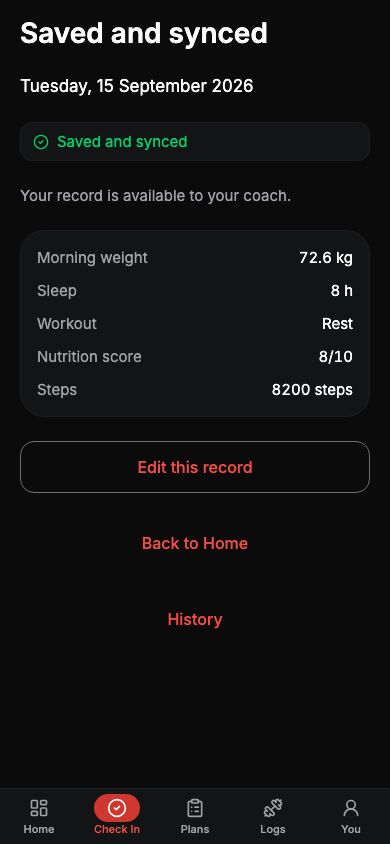 Saved and synced
Tuesday, 15 September 2026
Saved and synced
Your record is available to your coach.
Morning weight 72.6 kg
Sleep 8 h
Workout Rest
Nutrition score 8/10
Steps 8200 steps
Edit this record
Back to Home
History
Home Check In Plans Logs You